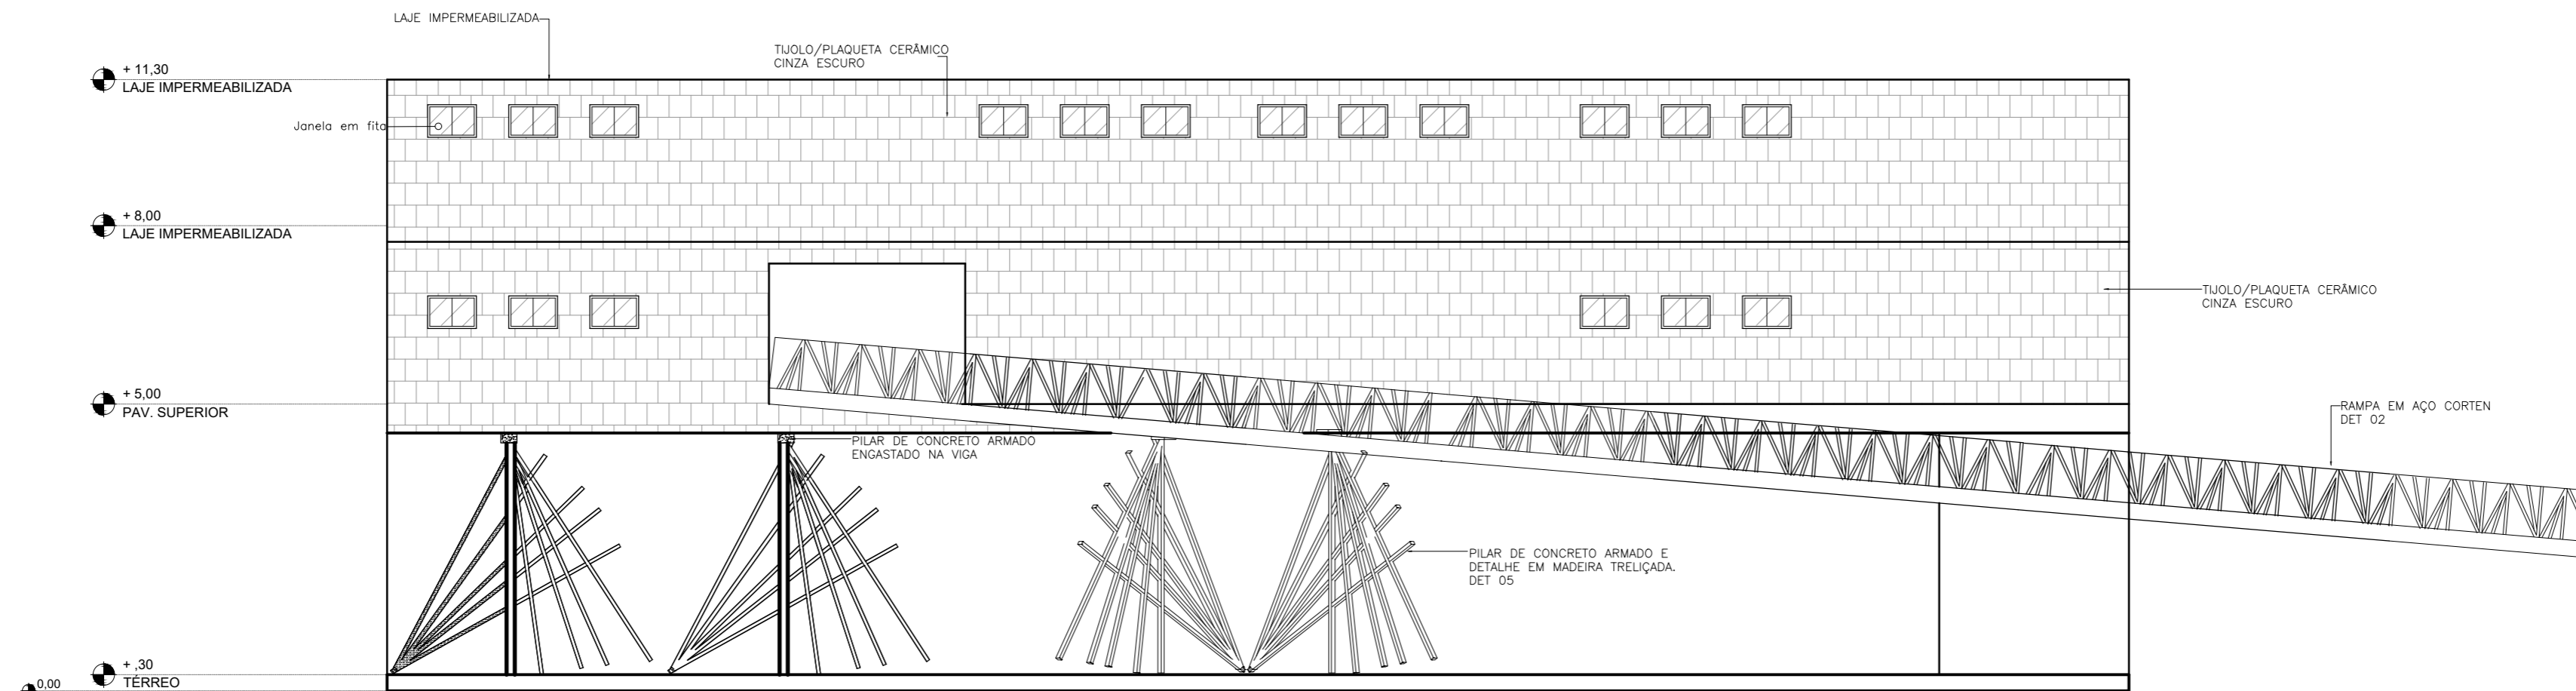 LAJE IMPERMEABILIZADA
TIJOLO/PLAQUETA CERÂMICO
CINZA ESCURO
+ 11,30
LAJE IMPERMEABILIZADA
Janela em fita
+ 8,00
LAJE IMPERMEABILIZADA
TIJOLO/PLAQUETA CERÂMICO
CINZA ESCURO
+ 5,00
PAV. SUPERIOR
RAMPA EM AÇO CORTEN
DET 02
PILAR DE CONCRETO ARMADO
ENGASTADO NA VIGA
PILAR DE CONCRETO ARMADO E
DETALHE EM MADEIRA TRELIÇADA.
DET 05
+ ,30
TÉRREO
0,00